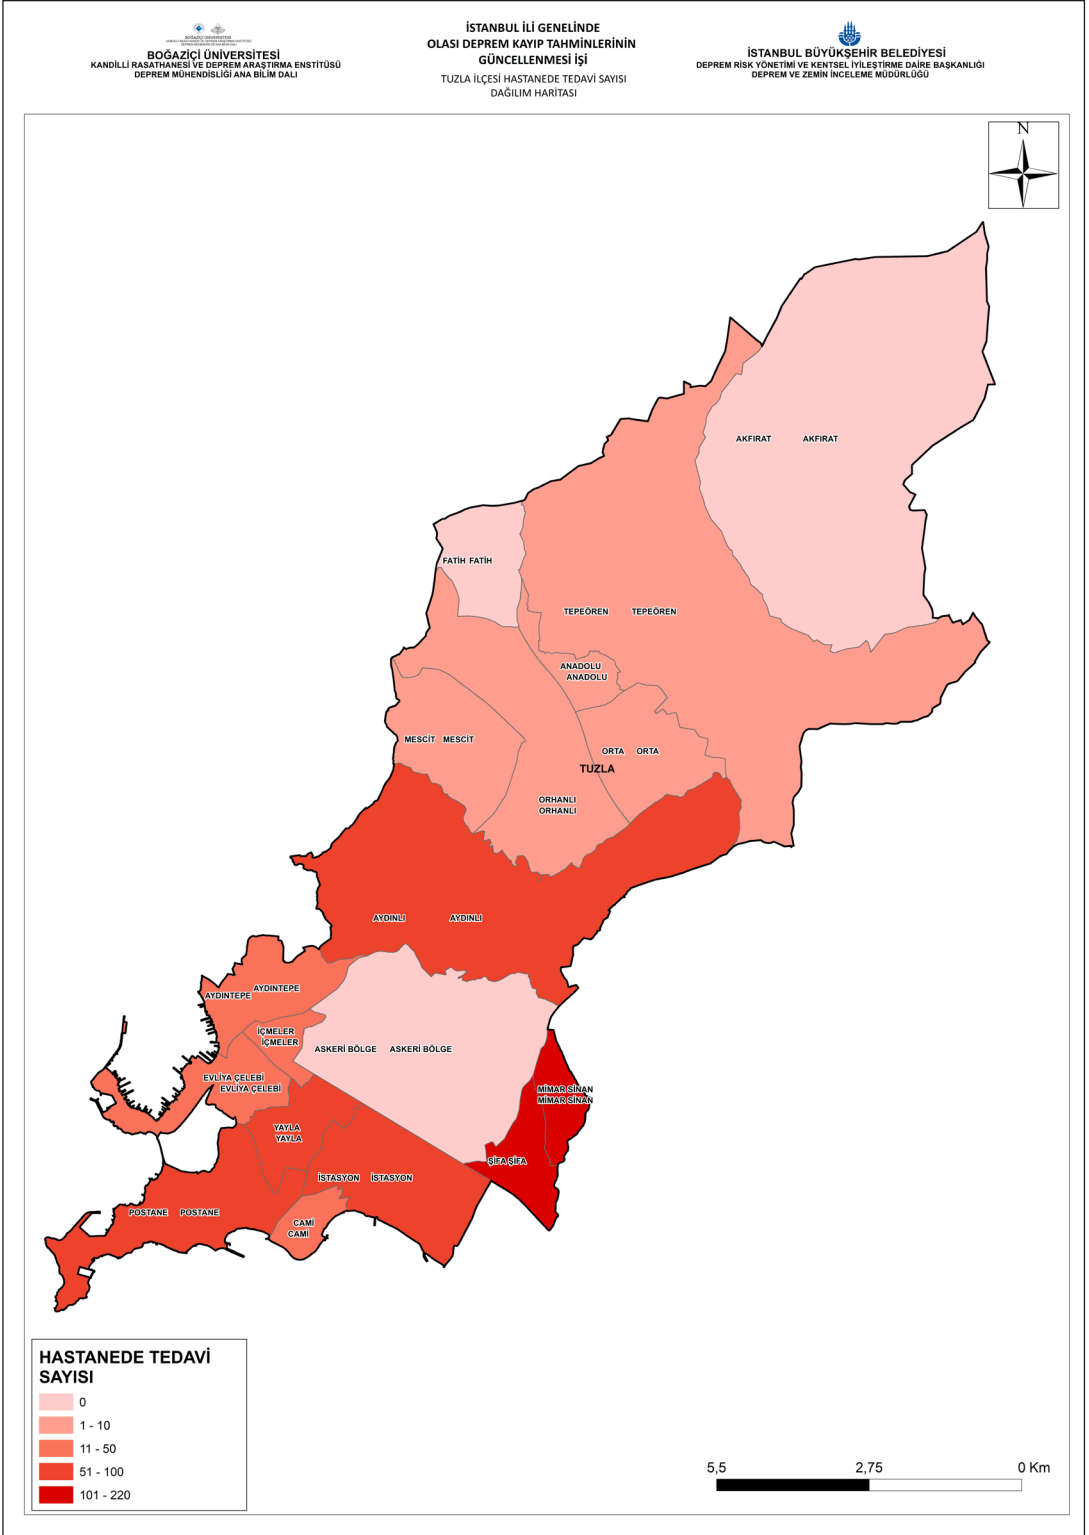 BOĞAZİÇİ ÜNİVERSİTESİ
KANDİLLİ RASATHANESİ VE DEPREM ARAŞTIRMA ENSTİTÜSÜ
DEPREM MÜHENDİSLİĞİ ANA BİLİM DALI
İSTANBUL İLİ GENELİNDE
OLASI DEPREM KAYIP TAHMİNLERİNİN
GÜNCELLENMESİ İŞİ
TUZLA İLÇESİ HASTANEDE TEDAVİ SAYISI
DAĞILIM HARİTASI
İSTANBUL BÜYÜKŞEHİR BELEDİYESİ
DEPREM RİSK YÖNETİMİ VE KENTSEL İYİLEŞTİRME DAİRE BAŞKANLIĞI
DEPREM VE ZEMİN İNCELEME MÜDÜRLÜĞÜ
N
AKFIRAT AKFIRAT
FATİH FATİH
TEPEÖREN TEPEÖREN
ANADOLU
ANADOLU
MESCİT MESCİT
ORTA ORTA
TUZLA
ORHANLI
ORHANLI
AYDINLI AYDINLI
AYDINTEPE AYDINTEPE
İÇMELER
İÇMELER
ASKERİ BÖLGE ASKERİ BÖLGE
EVLİYA ÇELEBİ
EVLİYA ÇELEBİ
MİMAR SİNAN
MİMAR SİNAN
YAYLA
YAYLA
ŞİFA ŞİFA
İSTASYON İSTASYON
POSTANE POSTANE
CAMİ
CAMİ
HASTANEDE TEDAVİ
SAYISI
0
1 - 10
11 - 50
51 - 100
101 - 220
5,5 2,75 0 Km